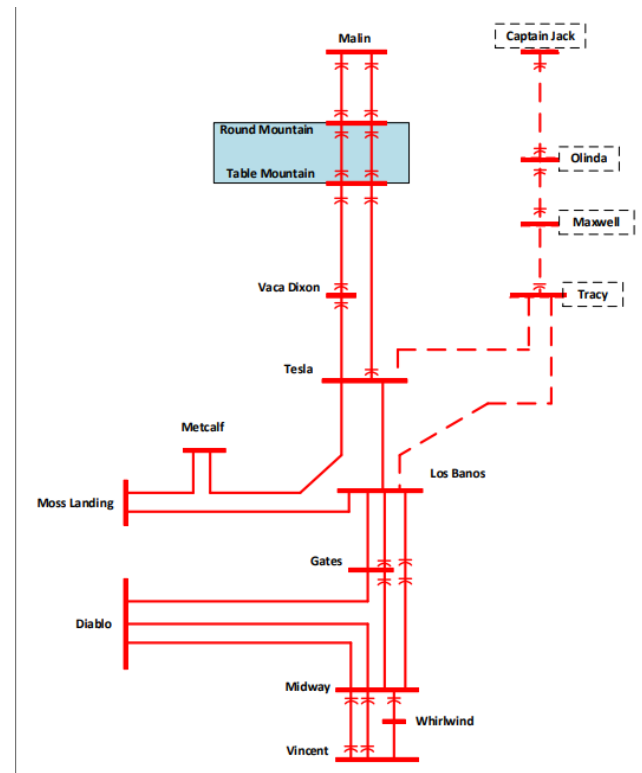 Malin
Captain Jack
Round Mountain
Olinda
Table Mountain
Maxwell
Vaca Dixon
Tracy
Tesla
Metcalf
Los Banos
Moss Landing
Gates
Diablo
Midway
Whirlwind
Vincent